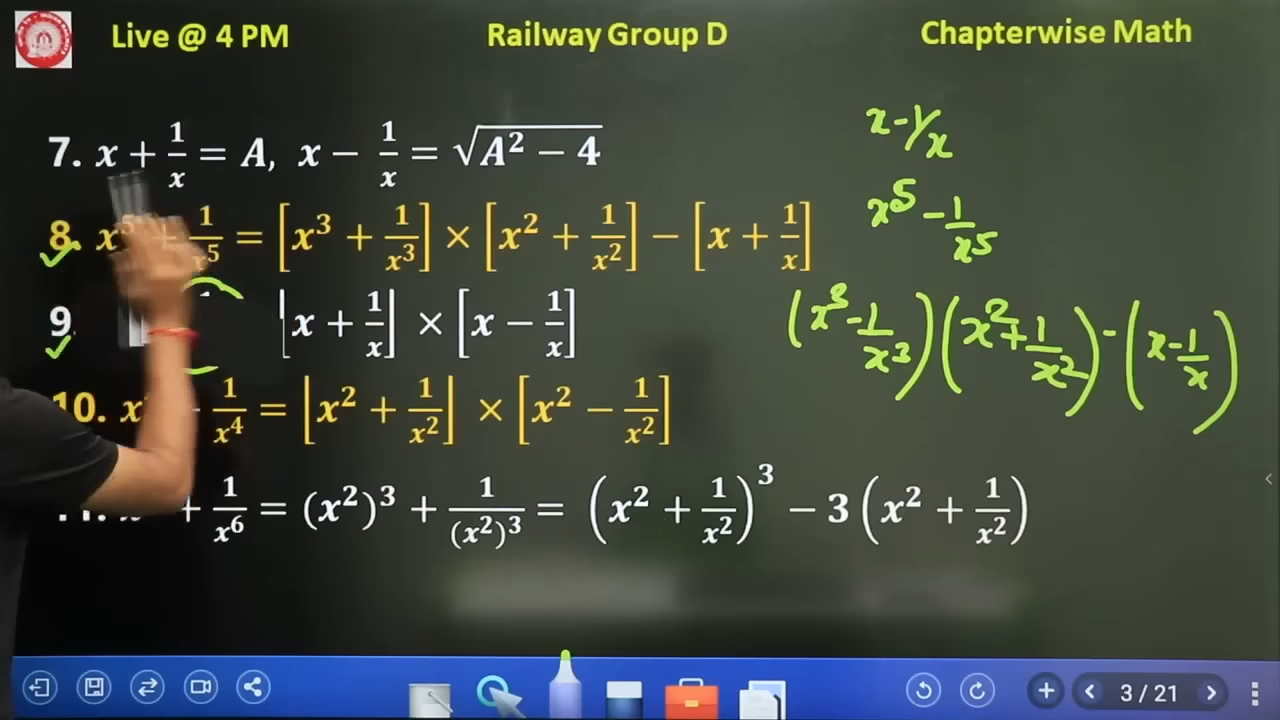 Live @ 4 PM Railway Group D Chapterwise Math
7. x + 1/x = A, x − 1/x = √(A² − 4)
8. x⁵ + 1/x⁵ = [x³ + 1/x³] × [x² + 1/x²] − [x + 1/x]
9. [x + 1/x] × [x − 1/x]
10. x 1/x⁴ = [x² + 1/x²] × [x² − 1/x²]
+ 1/x⁶ = (x²)³ + 1/(x²)³ = (x² + 1/x²)³ − 3(x² + 1/x²)
x - 1/x
x⁵ - 1/x⁵
(x³ - 1/x³)(x² + 1/x²) - (x - 1/x)
3 / 21